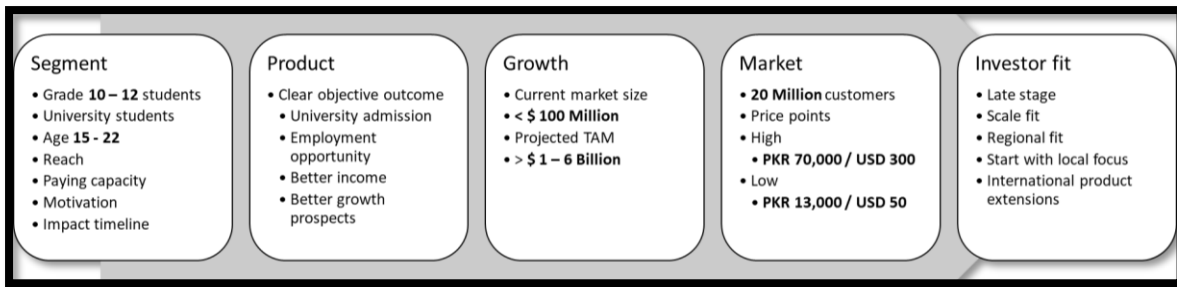 Segment
• Grade 10 – 12 students
• University students
• Age 15 - 22
• Reach
• Paying capacity
• Motivation
• Impact timeline
Product
• Clear objective outcome
• University admission
• Employment
opportunity
• Better income
• Better growth
prospects
Growth
• Current market size
• < $ 100 Million
• Projected TAM
• > $ 1 – 6 Billion
Market
• 20 Million customers
• Price points
• High
• PKR 70,000 / USD 300
• Low
• PKR 13,000 / USD 50
Investor fit
• Late stage
• Scale fit
• Regional fit
• Start with local focus
• International product
extensions